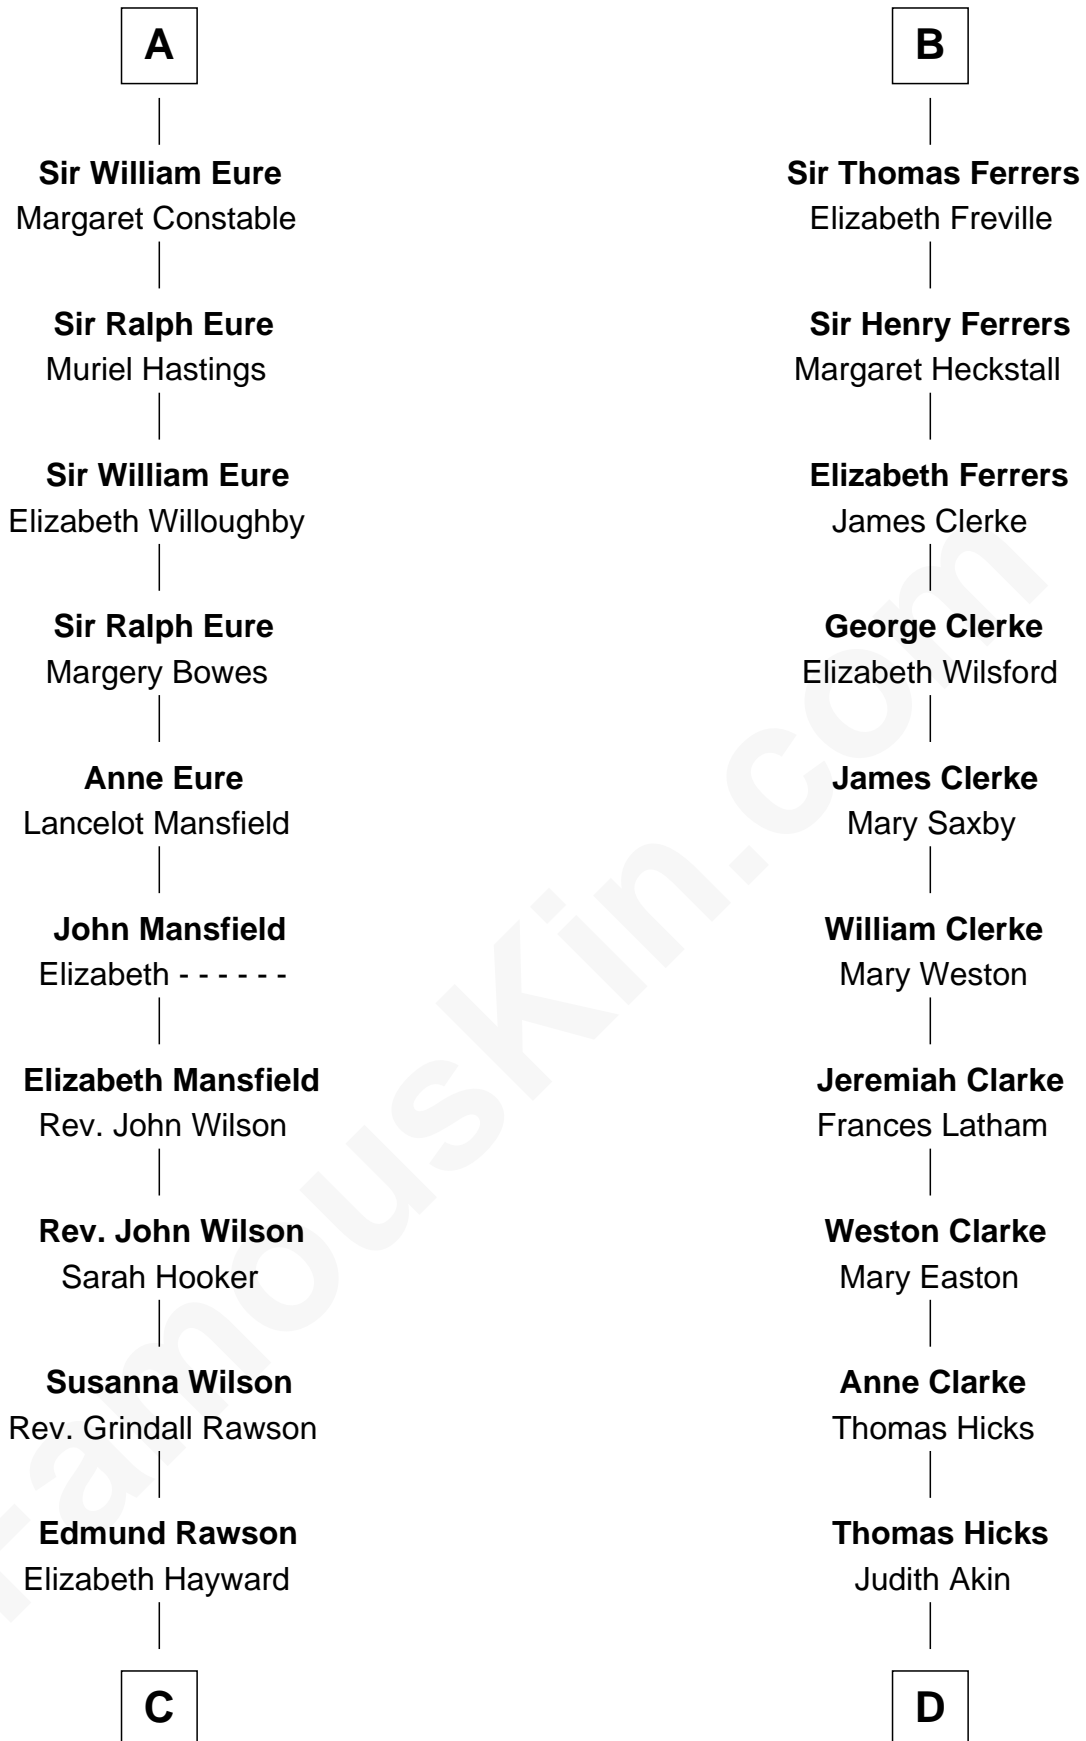 A
Sir William Eure
Margaret Constable
Sir Ralph Eure
Muriel Hastings
Sir William Eure
Elizabeth Willoughby
Sir Ralph Eure
Margery Bowes
Anne Eure
Lancelot Mansfield
John Mansfield
Elizabeth - - - - - -
Elizabeth Mansfield
Rev. John Wilson
Rev. John Wilson
Sarah Hooker
Susanna Wilson
Rev. Grindall Rawson
Edmund Rawson
Elizabeth Hayward
C
B
Sir Thomas Ferrers
Elizabeth Freville
Sir Henry Ferrers
Margaret Heckstall
Elizabeth Ferrers
James Clerke
George Clerke
Elizabeth Wilsford
James Clerke
Mary Saxby
William Clerke
Mary Weston
Jeremiah Clarke
Frances Latham
Weston Clarke
Mary Easton
Anne Clarke
Thomas Hicks
Thomas Hicks
Judith Akin
D
FamousKin.com